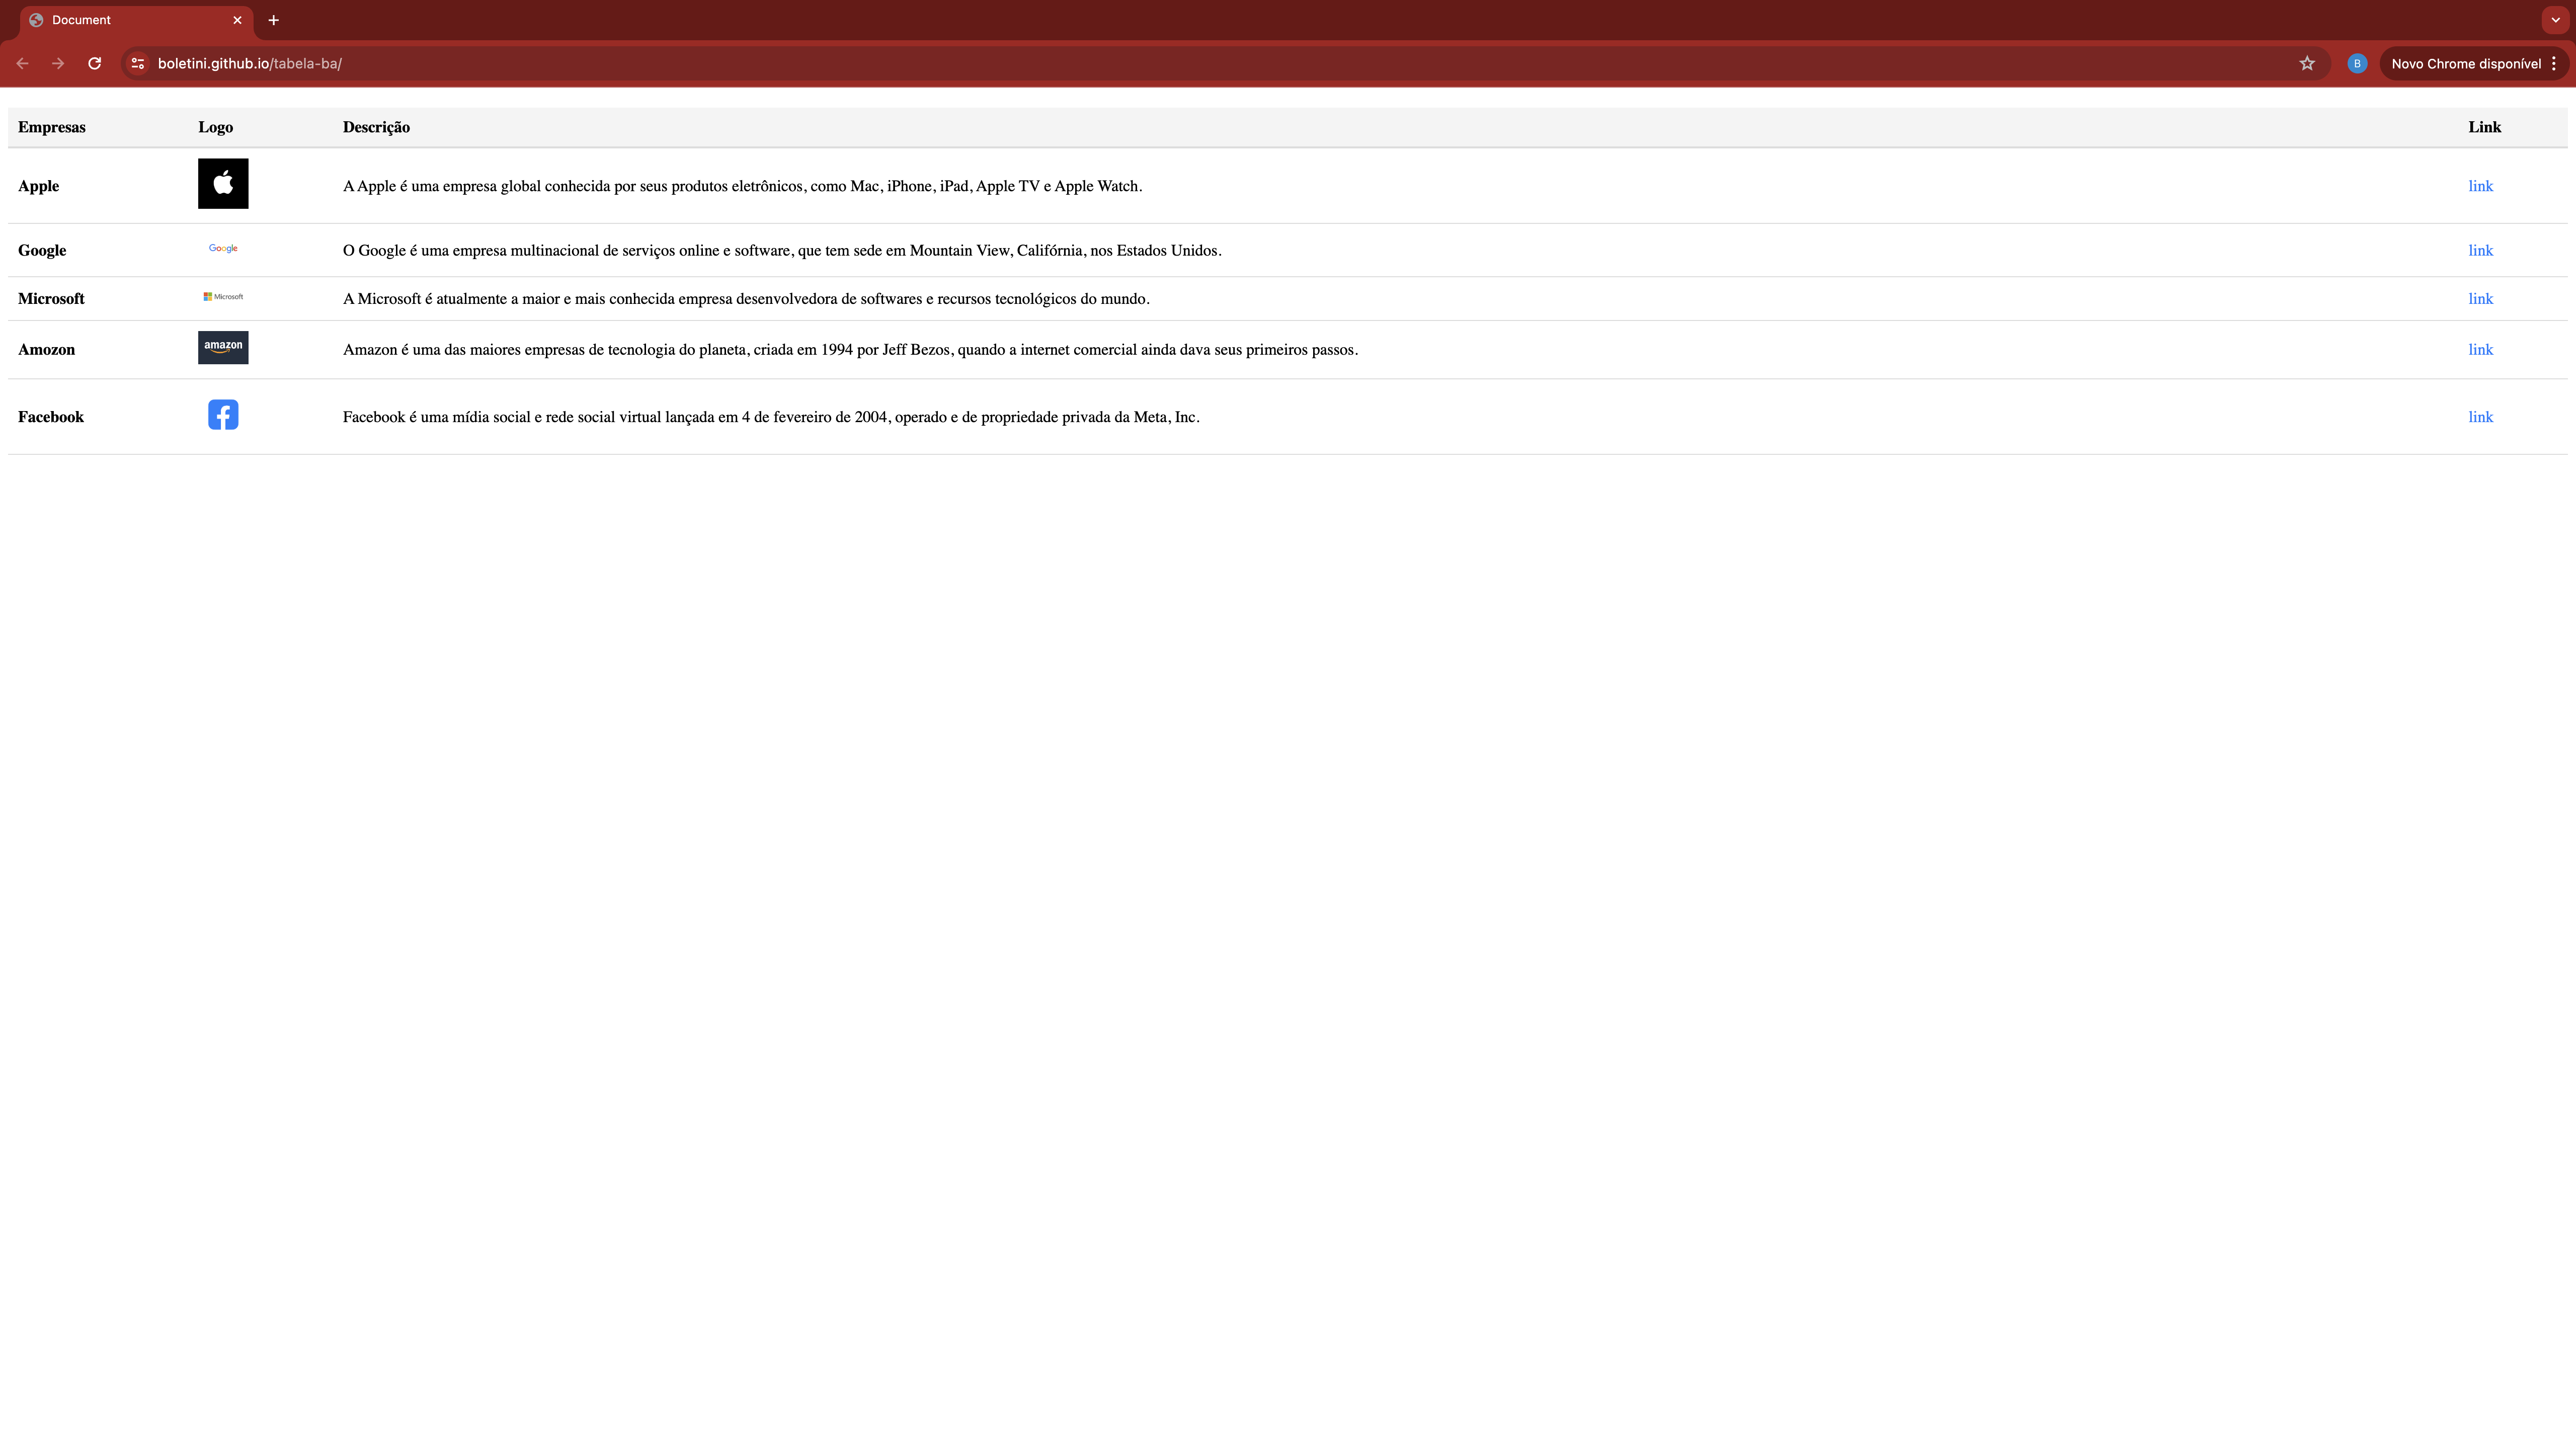 Document
boletini.github.io/tabela-ba/
B
Novo Chrome disponível
Empresas Logo Descrição Link
Apple A Apple é uma empresa global conhecida por seus produtos eletrônicos, como Mac, iPhone, iPad, Apple TV e Apple Watch. link
Google Google O Google é uma empresa multinacional de serviços online e software, que tem sede em Mountain View, Califórnia, nos Estados Unidos. link
Microsoft Microsoft A Microsoft é atualmente a maior e mais conhecida empresa desenvolvedora de softwares e recursos tecnológicos do mundo. link
Amozon amazon Amazon é uma das maiores empresas de tecnologia do planeta, criada em 1994 por Jeff Bezos, quando a internet comercial ainda dava seus primeiros passos. link
Facebook f Facebook é uma mídia social e rede social virtual lançada em 4 de fevereiro de 2004, operado e de propriedade privada da Meta, Inc. link